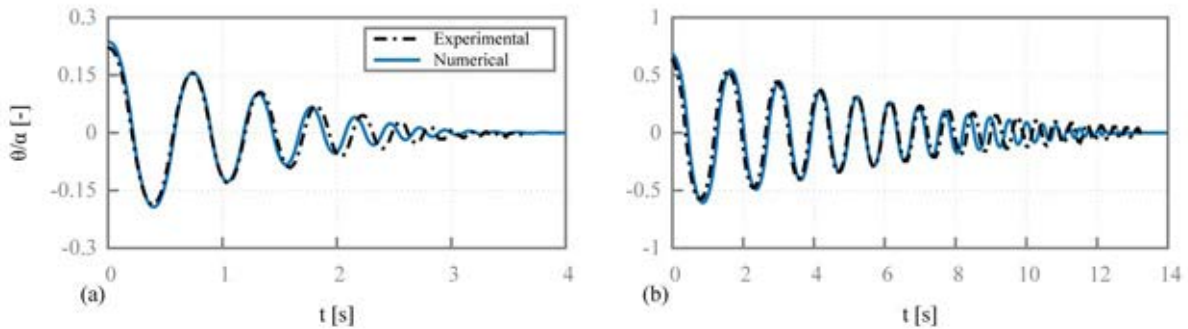 0.3
0.15
0
-0.15
-0.3
θ/α [-]
Experimental
Numerical
0 1 2 3 4
(a)
t [s]
1
0.5
0
-0.5
-1
0 2 4 6 8 10 12 14
(b)
t [s]